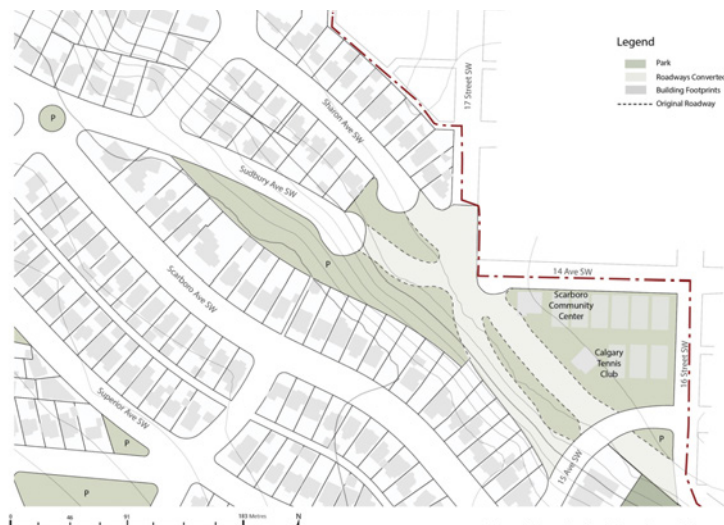 Legend
Park
Roadways Converted
Building Footprints
Original Roadway
17 Street SW
Sharon Ave SW
P
Sudbury Ave SW
P
Scarboro Ave SW
14 Ave SW
Scarboro
Community
Center
Calgary
Tennis
Club
16 Street SW
Superior Ave SW
P
P
15 Ave SW
P
0
Metres
N